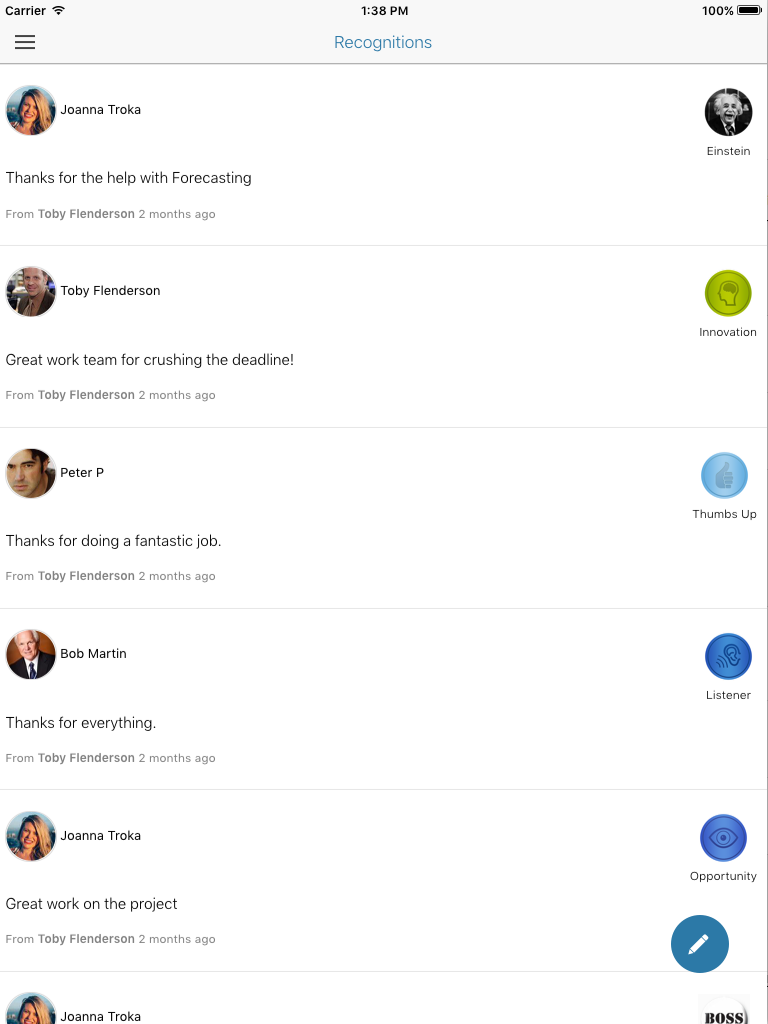 Carrier 1:38 PM 100%
Recognitions
Joanna Troka
Einstein
Thanks for the help with Forecasting
From Toby Flenderson 2 months ago
Toby Flenderson
Innovation
Great work team for crushing the deadline!
From Toby Flenderson 2 months ago
Peter P
Thumbs Up
Thanks for doing a fantastic job.
From Toby Flenderson 2 months ago
Bob Martin
Listener
Thanks for everything.
From Toby Flenderson 2 months ago
Joanna Troka
Opportunity
Great work on the project
From Toby Flenderson 2 months ago
Joanna Troka
BOSS